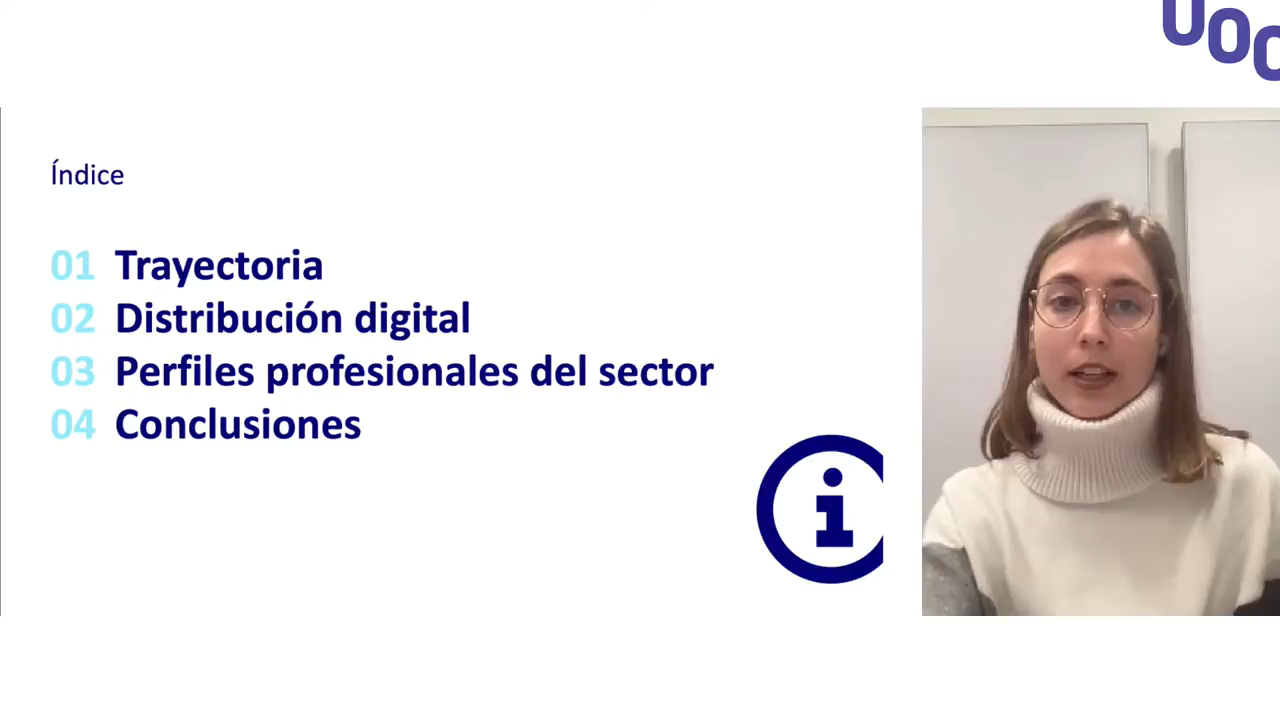 UOC
Índice
01 Trayectoria
02 Distribución digital
03 Perfiles profesionales del sector
04 Conclusiones
i